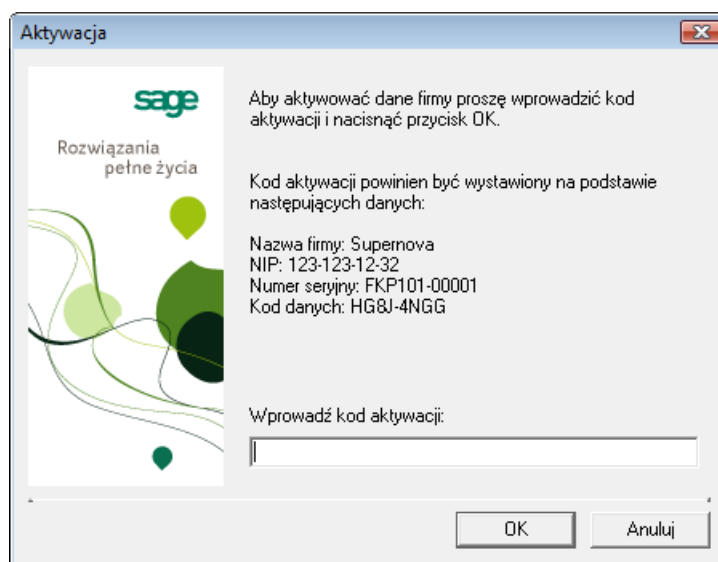 Aktywacja
sage
Rozwiązania
pełne życia
Aby aktywować dane firmy proszę wprowadzić kod
aktywacji i nacisnąć przycisk OK.
Kod aktywacji powinien być wystawiony na podstawie
następujących danych:
Nazwa firmy: Supernova
NIP: 123-123-12-32
Numer seryjny: FKP101-00001
Kod danych: HG8J-4NGG
Wprowadź kod aktywacji:
OK
Anuluj